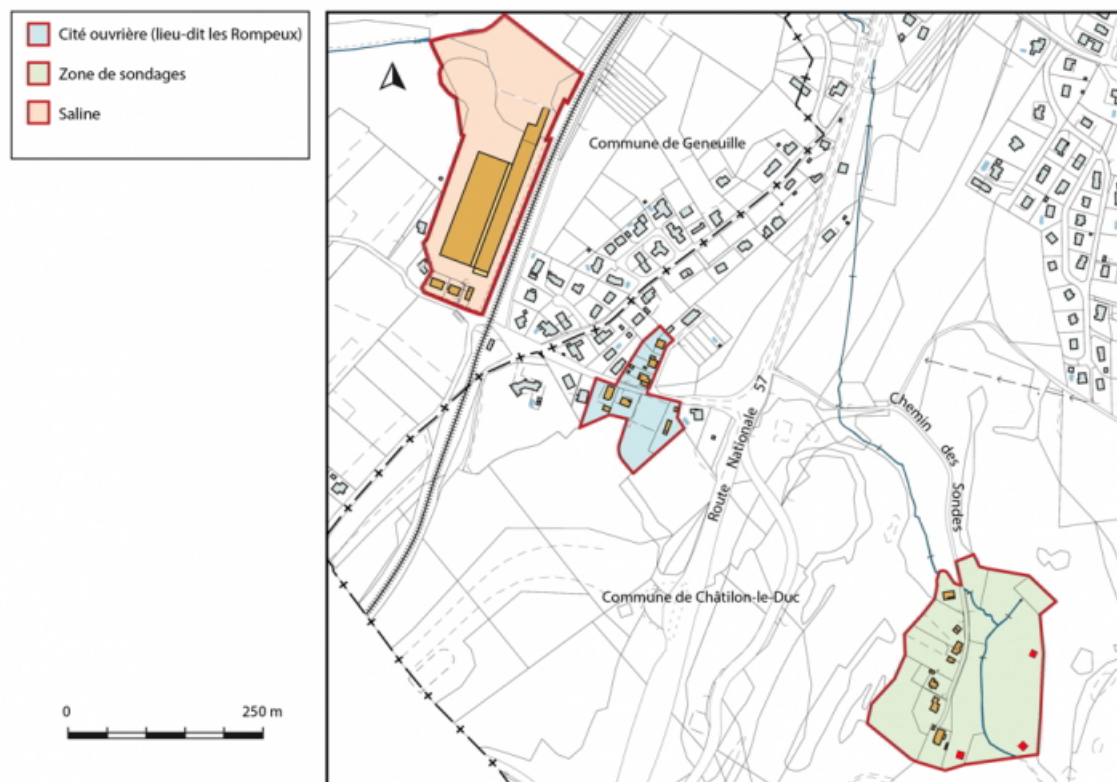 Cité ouvrière (lieu-dit les Rompeux)
Zone de sondages
Saline
Commune de Geneuille
Route Nationale 57
Chemin des Sondes
Commune de Châtilon-le-Duc
0 250 m